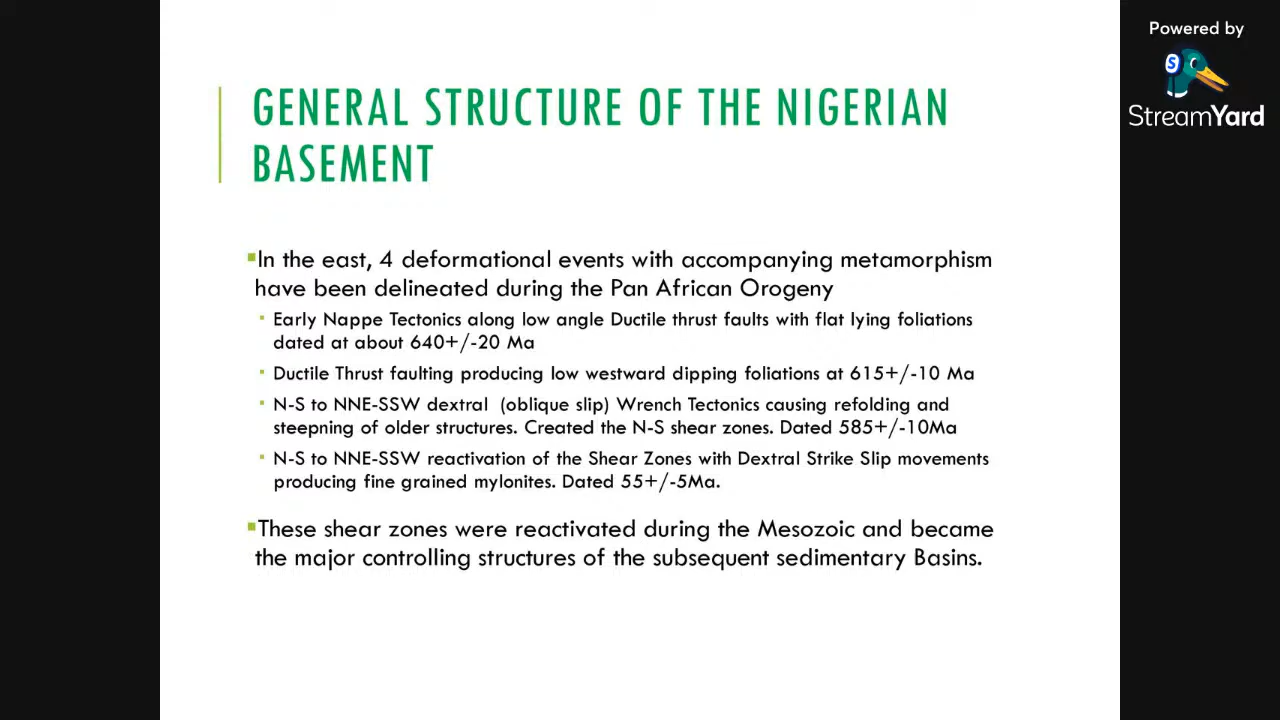 Powered by
StreamYard
GENERAL STRUCTURE OF THE NIGERIAN
BASEMENT
In the east, 4 deformational events with accompanying metamorphism
have been delineated during the Pan African Orogeny
Early Nappe Tectonics along low angle Ductile thrust faults with flat lying foliations
dated at about 640+/-20 Ma
Ductile Thrust faulting producing low westward dipping foliations at 615+/-10 Ma
N-S to NNE-SSW dextral (oblique slip) Wrench Tectonics causing refolding and
steepning of older structures. Created the N-S shear zones. Dated 585+/-10Ma
N-S to NNE-SSW reactivation of the Shear Zones with Dextral Strike Slip movements
producing fine grained mylonites. Dated 55+/-5Ma.
These shear zones were reactivated during the Mesozoic and became
the major controlling structures of the subsequent sedimentary Basins.